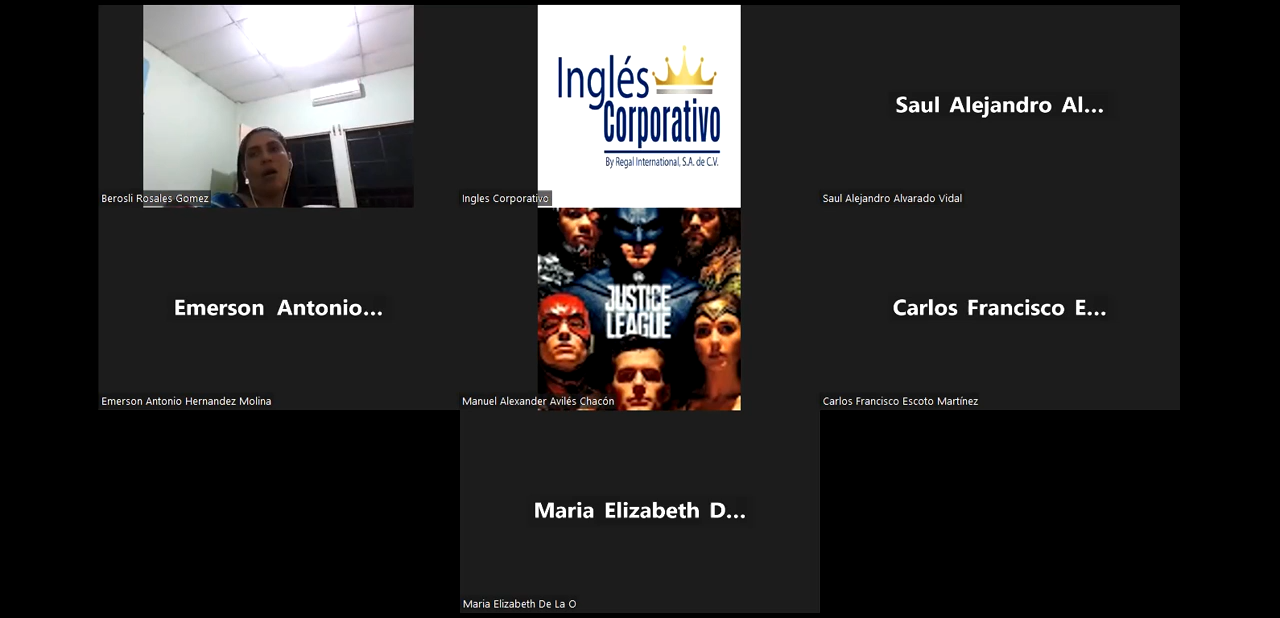 Inglés
Corporativo
By Regal International, S.A. de C.V.
Saul Alejandro Al...
Berosli Rosales Gomez
Ingles Corporativo
Saul Alejandro Alvarado Vidal
Emerson Antonio...
JUSTICE
LEAGUE
Carlos Francisco E...
Emerson Antonio Hernandez Molina
Manuel Alexander Avilés Chacón
Carlos Francisco Escoto Martínez
Maria Elizabeth D...
Maria Elizabeth De La O